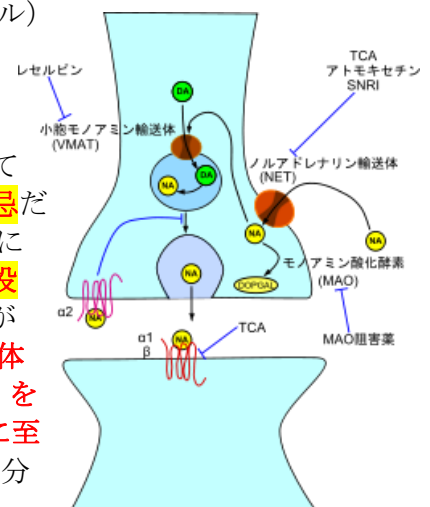 ル)
て
忌だ
に
役
が
体
を
に至
分
レセルピン
TCA
アトモキセチン
SNRI
DA
小胞モノアミン輸送体
(VMAT)
NA
DA
ノルアドレナリン輸送体
(NET)
NA
NA
DOPGAL
モノアミン酸化酵素
(MAO)
NA
α2
NA
MAO阻害薬
α1
β
NA
TCA